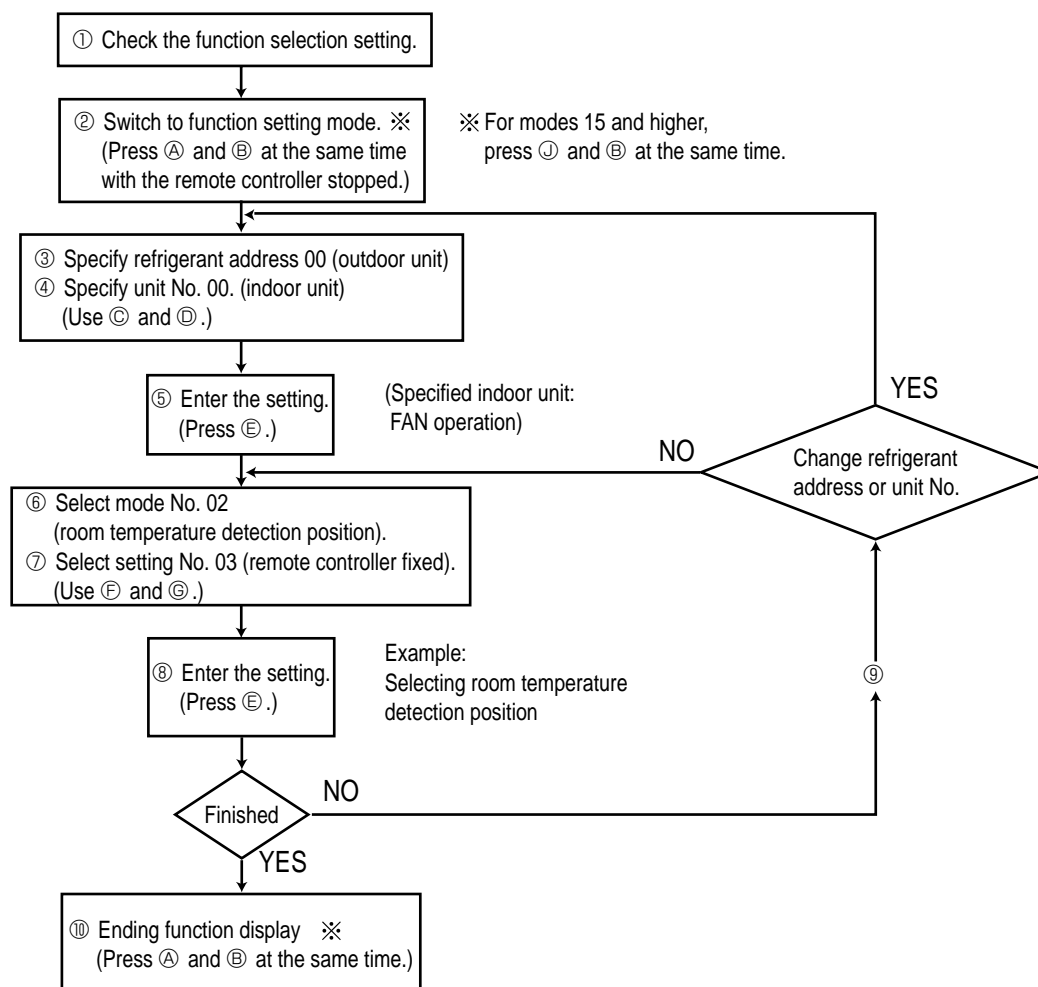 ① Check the function selection setting.
② Switch to function setting mode. ※
(Press Ⓐ and Ⓑ at the same time
with the remote controller stopped.)
※ For modes 15 and higher,
press Ⓙ and Ⓑ at the same time.
③ Specify refrigerant address 00 (outdoor unit)
④ Specify unit No. 00. (indoor unit)
(Use Ⓒ and Ⓓ.)
⑤ Enter the setting.
(Press Ⓔ.)
(Specified indoor unit:
FAN operation)
YES
NO
Change refrigerant
address or unit No.
⑥ Select mode No. 02
(room temperature detection position).
⑦ Select setting No. 03 (remote controller fixed).
(Use Ⓕ and Ⓖ.)
⑧ Enter the setting.
(Press Ⓔ.)
Example:
Selecting room temperature
detection position
⑨
Finished
NO
YES
⑩ Ending function display ※
(Press Ⓐ and Ⓑ at the same time.)